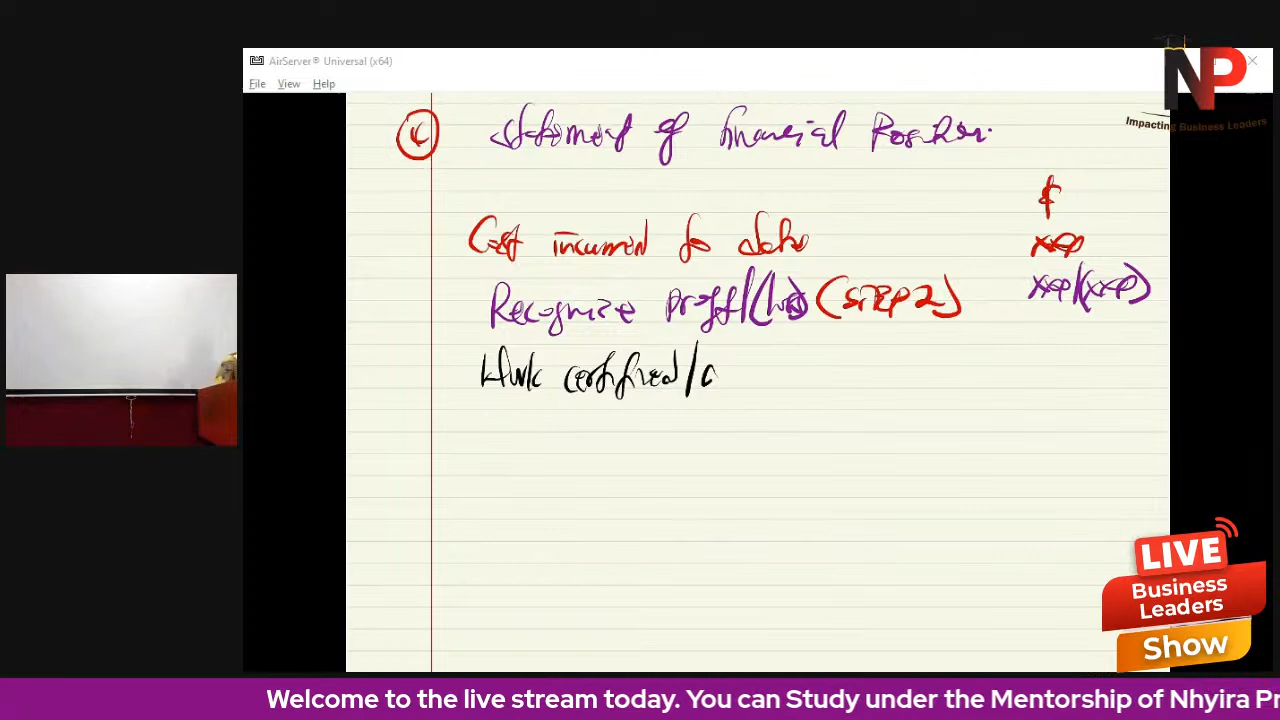 AirServer® Universal (x64)
File View Help
NP
Impacting Business Leaders
Statement of financial Position.
Cost incurred to date
xxx
Recognize profit/(loss) (STEP2) xxx/(xxx)
Work certified/
LIVE
Business
Leaders
Show
Welcome to the live stream today. You can Study under the Mentorship of Nhyira Pr